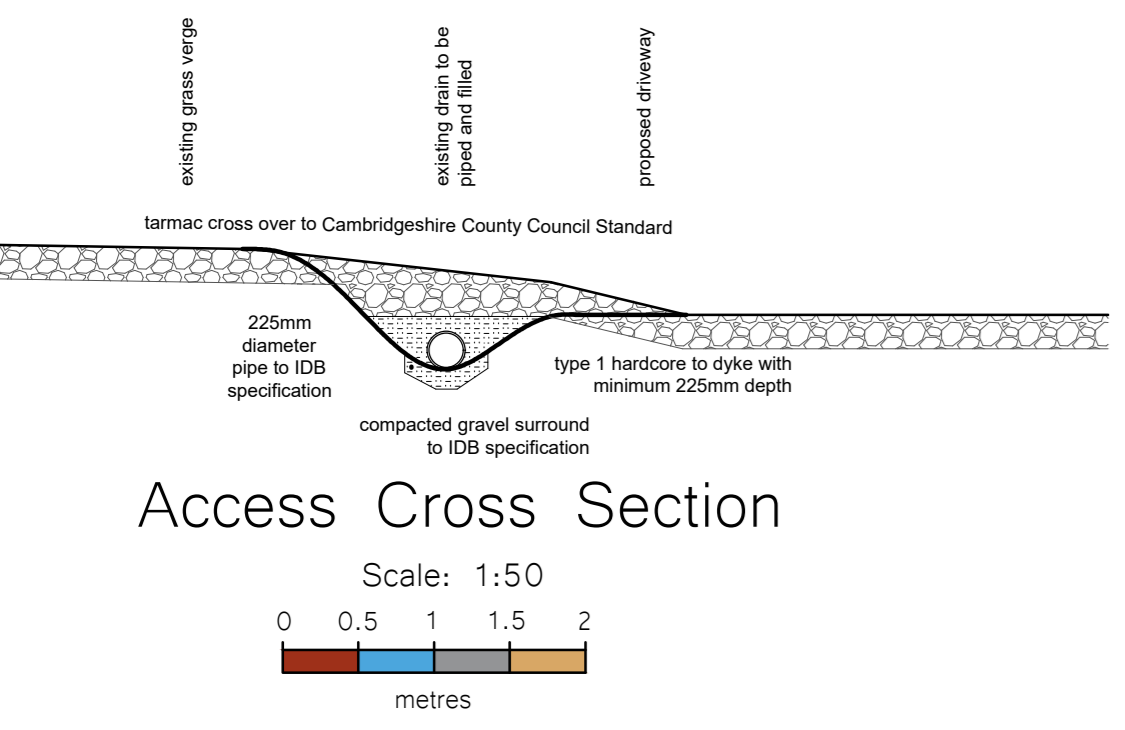 existing grass verge
existing drain to be
piped and filled
proposed driveway
tarmac cross over to Cambridgeshire County Council Standard
225mm
diameter
pipe to IDB
specification
type 1 hardcore to dyke with
minimum 225mm depth
compacted gravel surround
to IDB specification
Access Cross Section
Scale: 1:50
0 0.5 1 1.5 2
metres